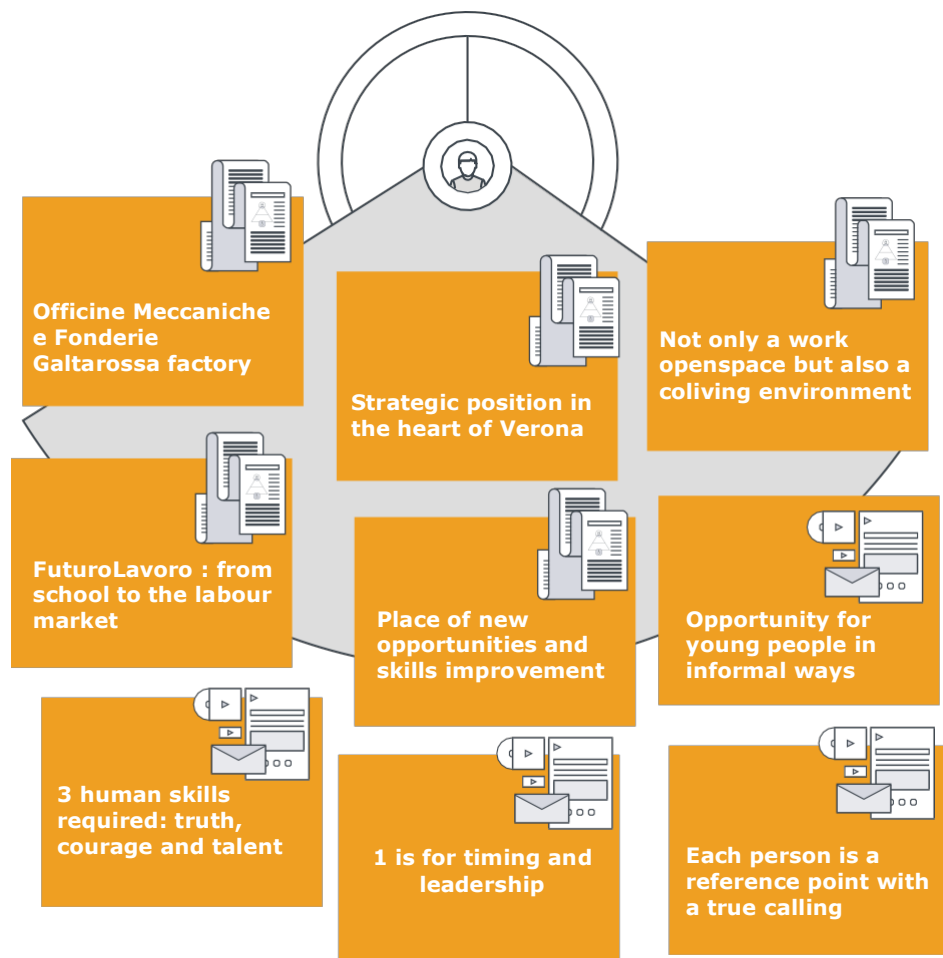 Officine Meccaniche
e Fonderie
Galtarossa factory
Strategic position in
the heart of Verona
Not only a work
openspace but also a
coliving environment
FuturoLavoro : from
school to the labour
market
Place of new
opportunities and
skills improvement
Opportunity for
young people in
informal ways
3 human skills
required: truth,
courage and talent
1 is for timing and
leadership
Each person is a
reference point with
a true calling